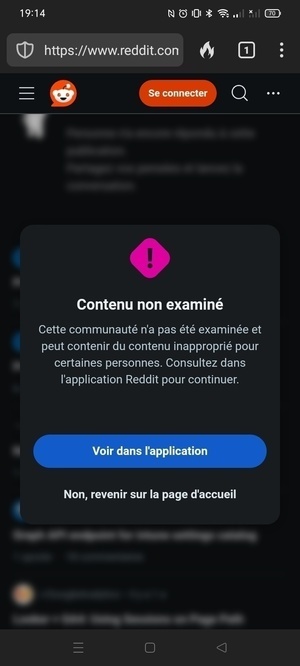 19:14
70
https://www.reddit.con
1
Se connecter
Contenu non examiné
Cette communauté n'a pas été examinée et
peut contenir du contenu inapproprié pour
certaines personnes. Consultez dans
l'application Reddit pour continuer.
Voir dans l'application
Non, revenir sur la page d'accueil